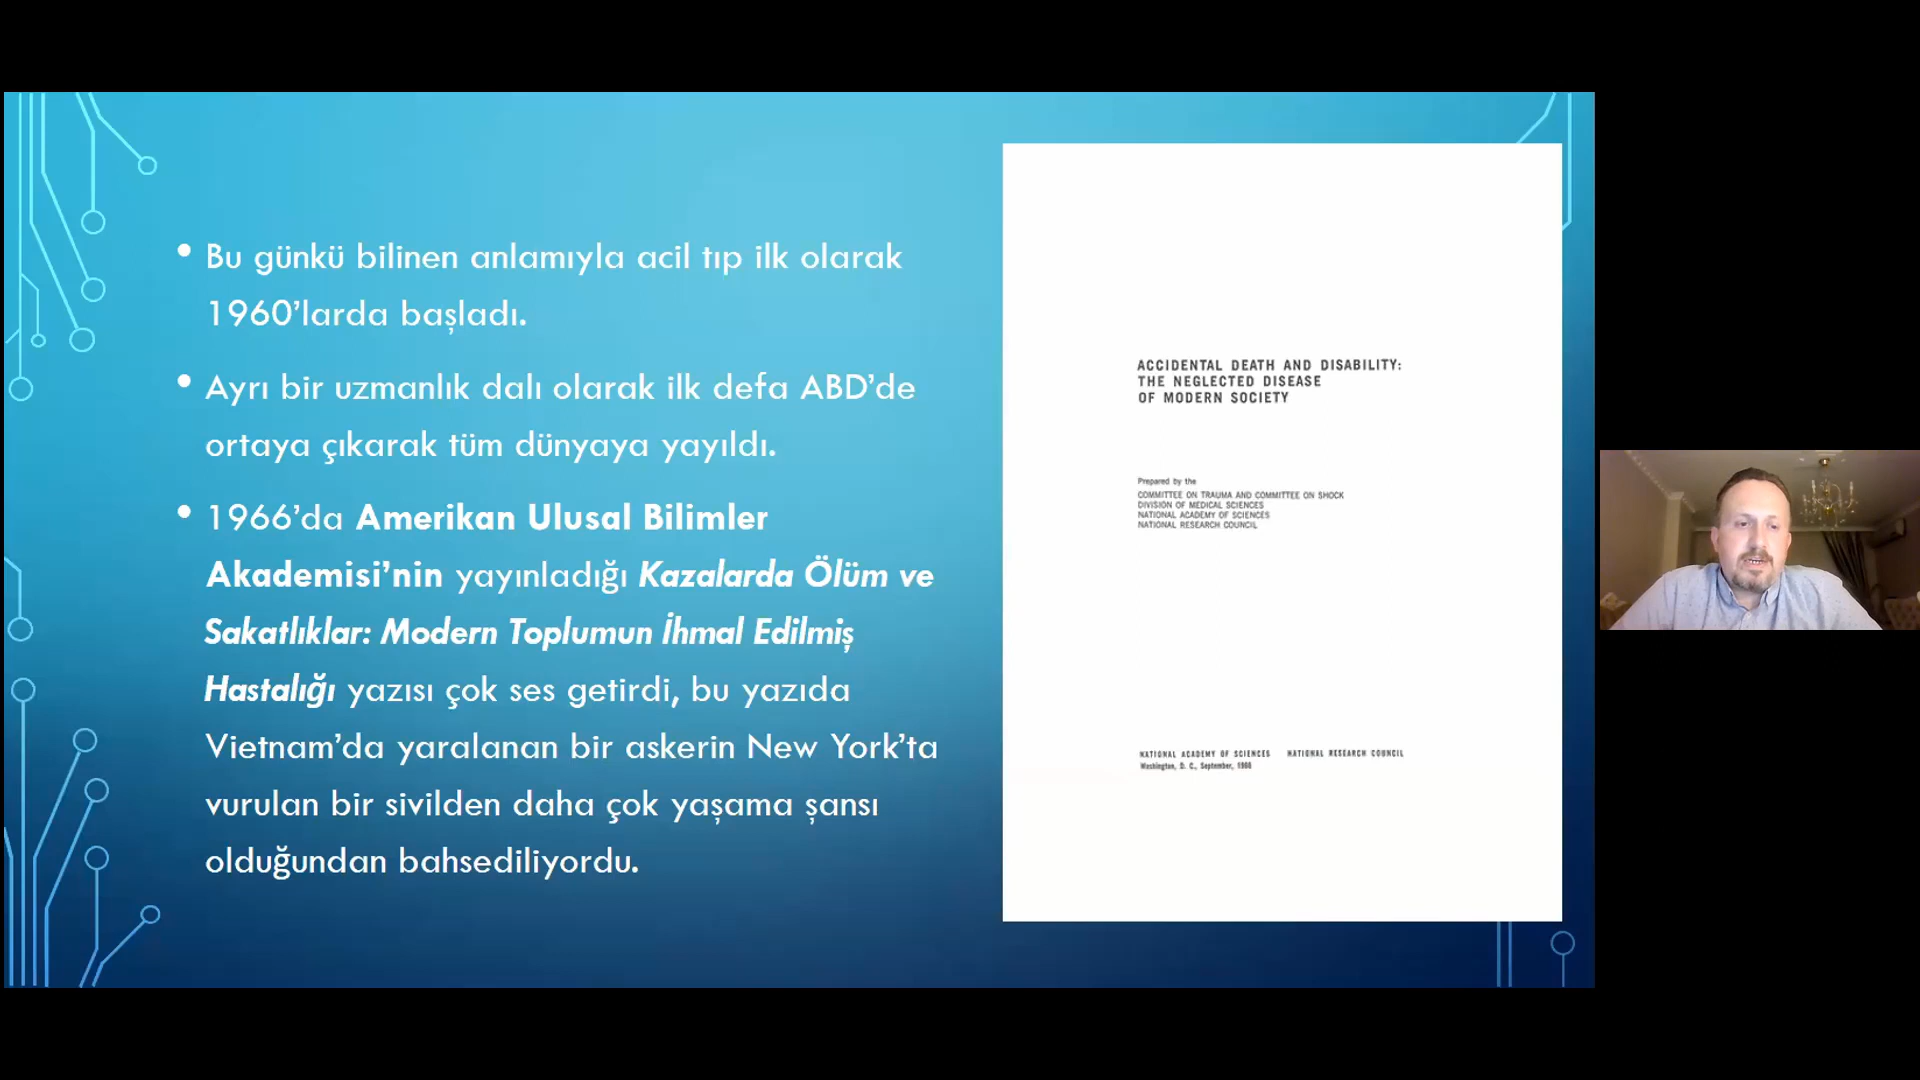 • Bu günkü bilinen anlamıyla acil tıp ilk olarak
1960’larda başladı.
• Ayrı bir uzmanlık dalı olarak ilk defa ABD’de
ortaya çıkarak tüm dünyaya yayıldı.
• 1966’da Amerikan Ulusal Bilimler
Akademisi’nin yayınladığı Kazalarda Ölüm ve
Sakatlıklar: Modern Toplumun İhmal Edilmiş
Hastalığı yazısı çok ses getirdi, bu yazıda
Vietnam’da yaralanan bir askerin New York’ta
vurulan bir sivilden daha çok yaşama şansı
olduğundan bahsediliyordu.
ACCIDENTAL DEATH AND DISABILITY:
THE NEGLECTED DISEASE
OF MODERN SOCIETY
Prepared by the
COMMITTEE ON TRAUMA AND COMMITTEE ON SHOCK
DIVISION OF MEDICAL SCIENCES
NATIONAL ACADEMY OF SCIENCES
NATIONAL RESEARCH COUNCIL
NATIONAL ACADEMY OF SCIENCES NATIONAL RESEARCH COUNCIL
Washington, D. C., September, 1966